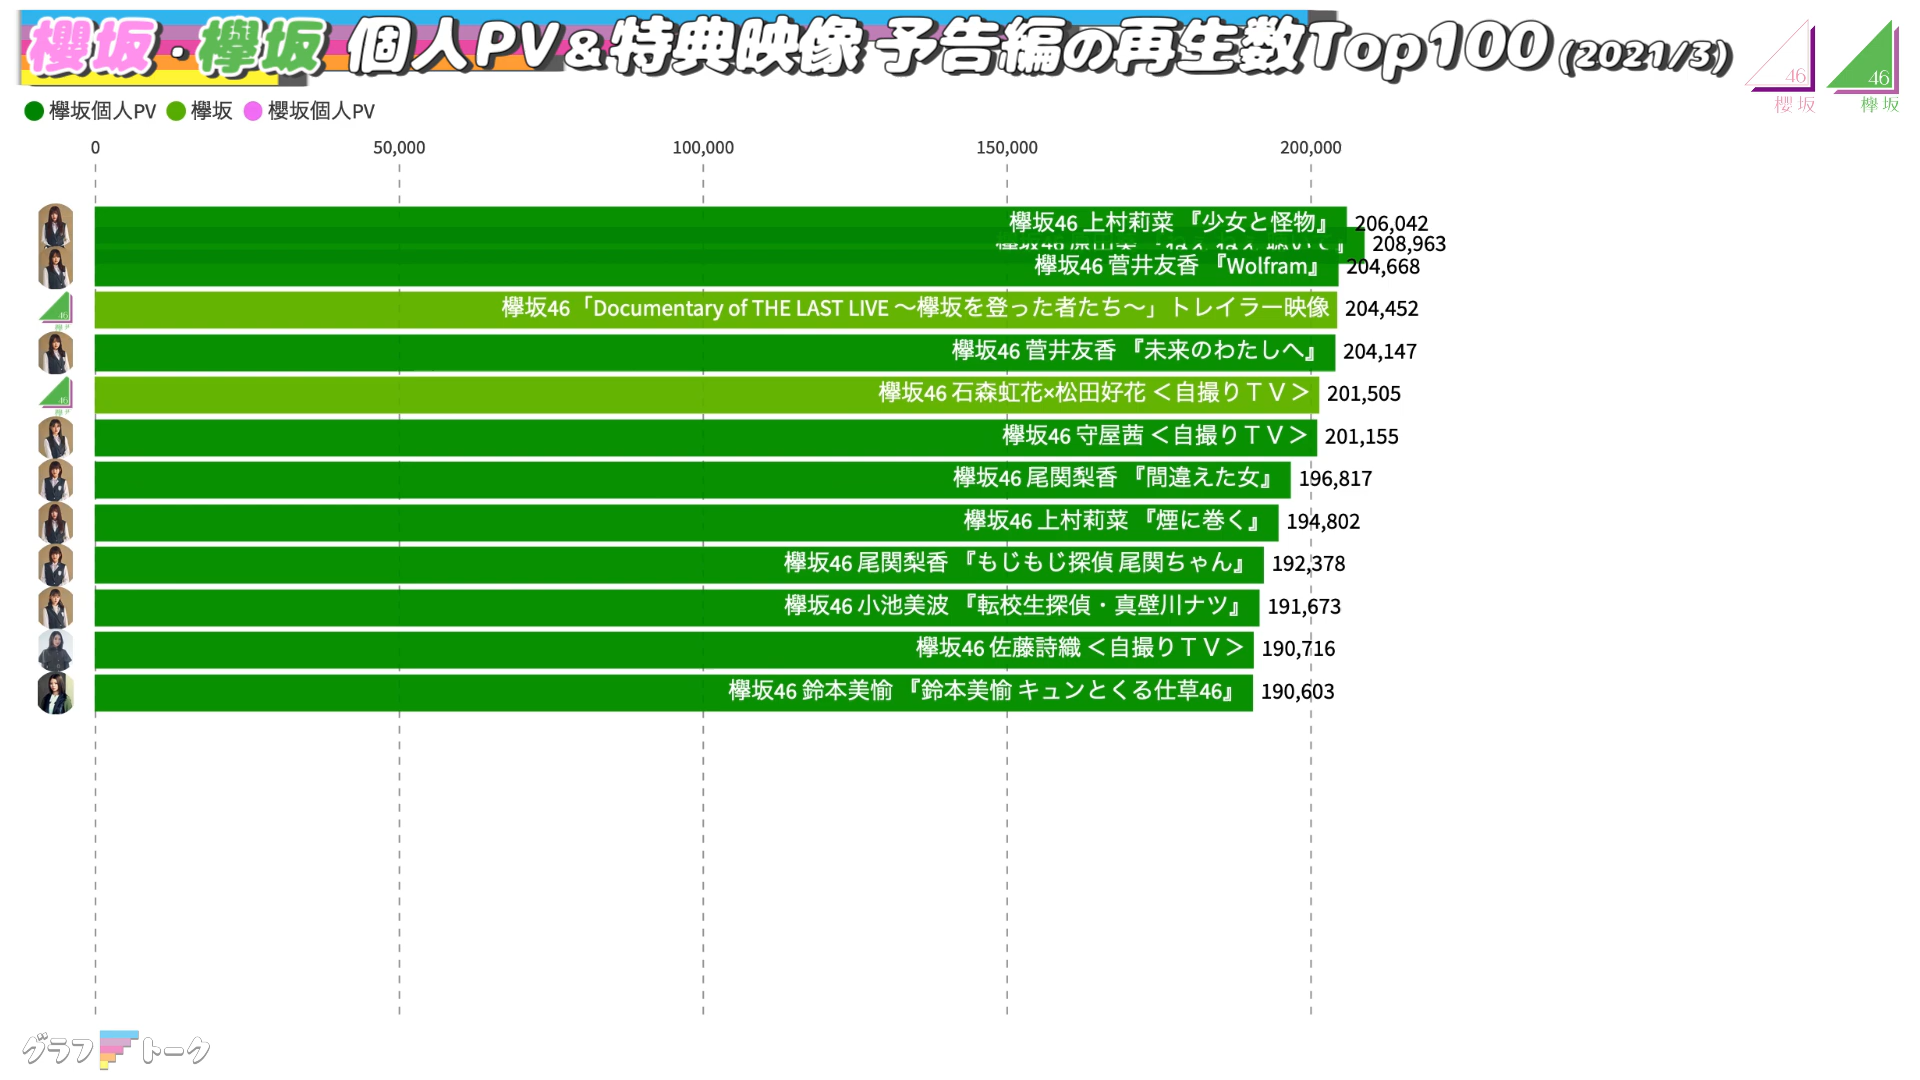 櫻坂・欅坂 個人PV&特典映像 予告編の再生数Top100 (2021/3)
46
櫻坂
46
欅坂
欅坂個人PV 欅坂 櫻坂個人PV
0 50,000 100,000 150,000 200,000
欅坂46 上村莉菜 『少女と怪物』 206,042
欅坂46 208,963
欅坂46 菅井友香 『Wolfram』 204,668
欅坂46「Documentary of THE LAST LIVE ～欅坂を登った者たち～」トレイラー映像 204,452
欅坂46 菅井友香 『未来のわたしへ』 204,147
欅坂46 石森虹花×松田好花 ＜自撮りＴＶ＞ 201,505
欅坂46 守屋茜 ＜自撮りＴＶ＞ 201,155
欅坂46 尾関梨香 『間違えた女』 196,817
欅坂46 上村莉菜 『煙に巻く』 194,802
欅坂46 尾関梨香 『もじもじ探偵 尾関ちゃん』 192,378
欅坂46 小池美波 『転校生探偵・真壁川ナツ』 191,673
欅坂46 佐藤詩織 ＜自撮りＴＶ＞ 190,716
欅坂46 鈴本美愉 『鈴本美愉 キュンとくる仕草46』 190,603
グラフトーク